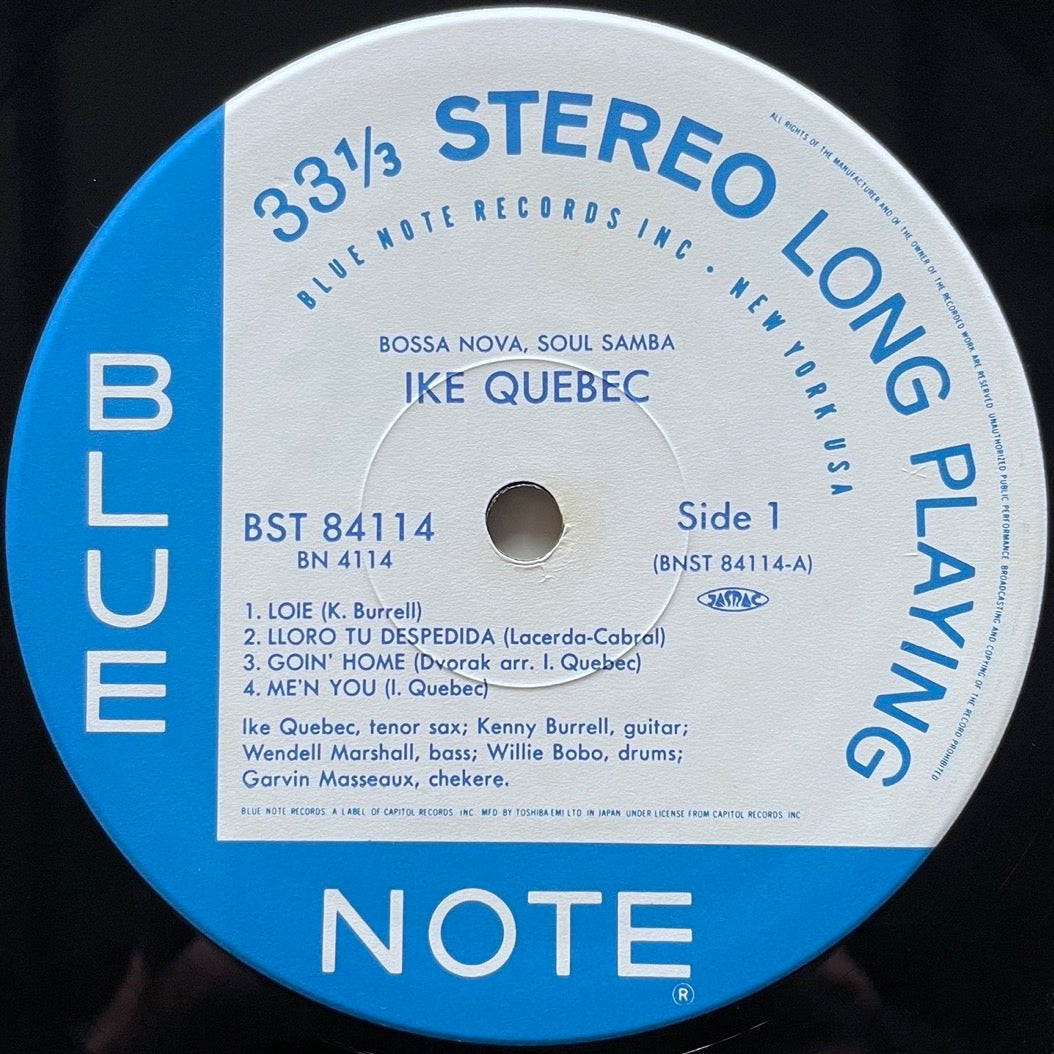 33⅓ STEREO LONG PLAYING
BLUE NOTE RECORDS INC · NEW YORK USA
ALL RIGHTS OF THE MANUFACTURER AND OF THE OWNER OF THE RECORDED WORK ARE RESERVED UNAUTHORIZED PUBLIC PERFORMANCE BROADCASTING AND COPYING OF THE RECORD PROHIBITED
BOSSA NOVA, SOUL SAMBA
IKE QUEBEC
BST 84114
BN 4114
Side 1
(BNST 84114-A)
JASRAC
1. LOIE (K. Burrell)
2. LLORO TU DESPEDIDA (Lacerda-Cabral)
3. GOIN' HOME (Dvorak arr. I. Quebec)
4. ME'N YOU (I. Quebec)
Ike Quebec, tenor sax; Kenny Burrell, guitar;
Wendell Marshall, bass; Willie Bobo, drums;
Garvin Masseaux, chekere.
BLUE NOTE RECORDS A LABEL OF CAPITOL RECORDS INC MFD BY TOSHIBA EMI LTD IN JAPAN UNDER LICENSE FROM CAPITOL RECORDS INC
BLUE
NOTE
®